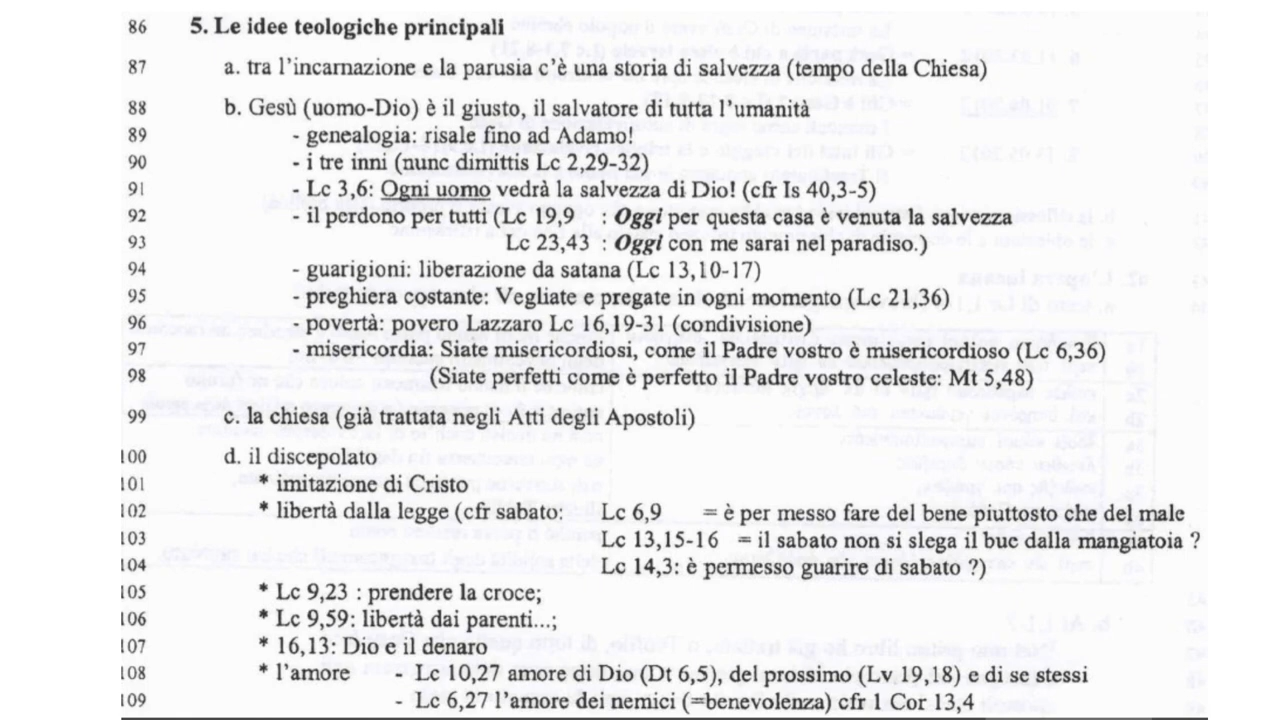 86 5. Le idee teologiche principali
87 a. tra l'incarnazione e la parusia c'è una storia di salvezza (tempo della Chiesa)
88 b. Gesù (uomo-Dio) è il giusto, il salvatore di tutta l'umanità
89 - genealogia: risale fino ad Adamo!
90 - i tre inni (nunc dimittis Lc 2,29-32)
91 - Lc 3,6: Ogni uomo vedrà la salvezza di Dio! (cfr Is 40,3-5)
92 - il perdono per tutti (Lc 19,9 : Oggi per questa casa è venuta la salvezza
93 Lc 23,43 : Oggi con me sarai nel paradiso.)
94 - guarigioni: liberazione da satana (Lc 13,10-17)
95 - preghiera costante: Vegliate e pregate in ogni momento (Lc 21,36)
96 - povertà: povero Lazzaro Lc 16,19-31 (condivisione)
97 - misericordia: Siate misericordiosi, come il Padre vostro è misericordioso (Lc 6,36)
98 (Siate perfetti come è perfetto il Padre vostro celeste: Mt 5,48)
99 c. la chiesa (già trattata negli Atti degli Apostoli)
100 d. il discepolato
101 * imitazione di Cristo
102 * libertà dalla legge (cfr sabato: Lc 6,9 = è per messo fare del bene piuttosto che del male
103 Lc 13,15-16 = il sabato non si slega il bue dalla mangiatoia ?
104 Lc 14,3: è permesso guarire di sabato ?)
105 * Lc 9,23 : prendere la croce;
106 * Lc 9,59: libertà dai parenti...;
107 * 16,13: Dio e il denaro
108 * l'amore - Lc 10,27 amore di Dio (Dt 6,5), del prossimo (Lv 19,18) e di se stessi
109 - Lc 6,27 l'amore dei nemici (=benevolenza) cfr 1 Cor 13,4